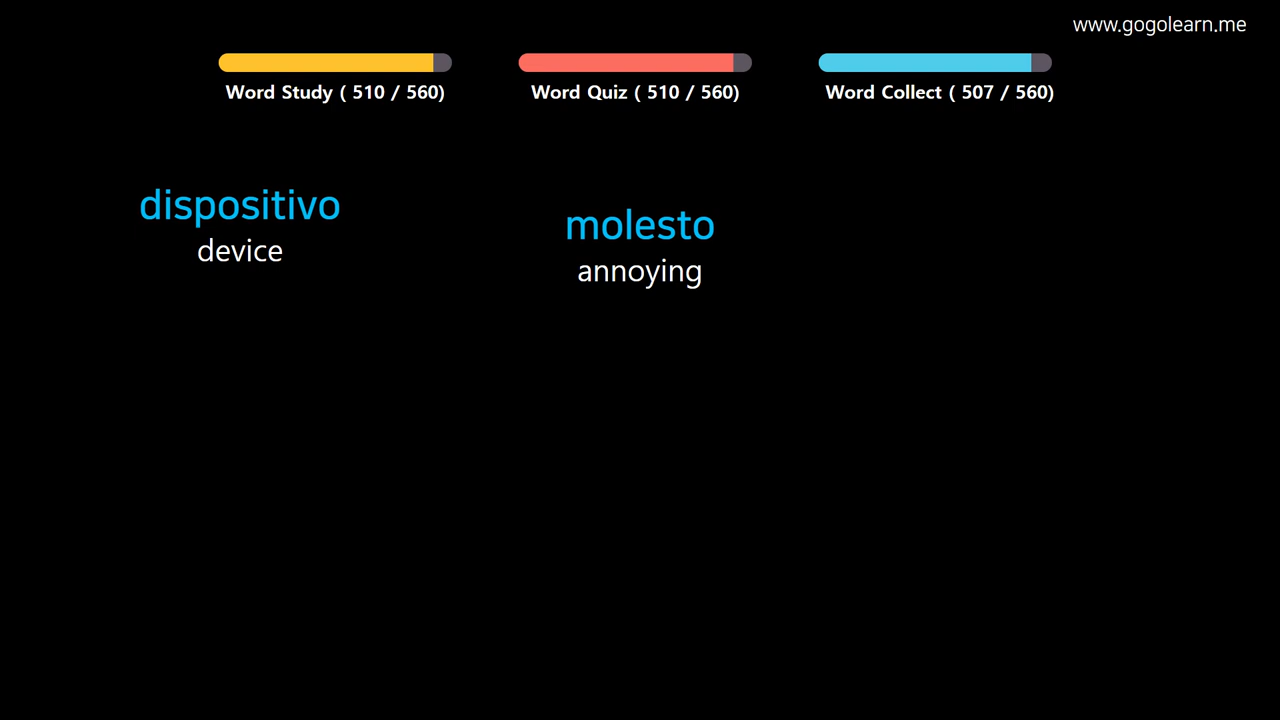 www.gogolearn.me
Word Study ( 510 / 560)
Word Quiz ( 510 / 560)
Word Collect ( 507 / 560)
dispositivo
device
molesto
annoying